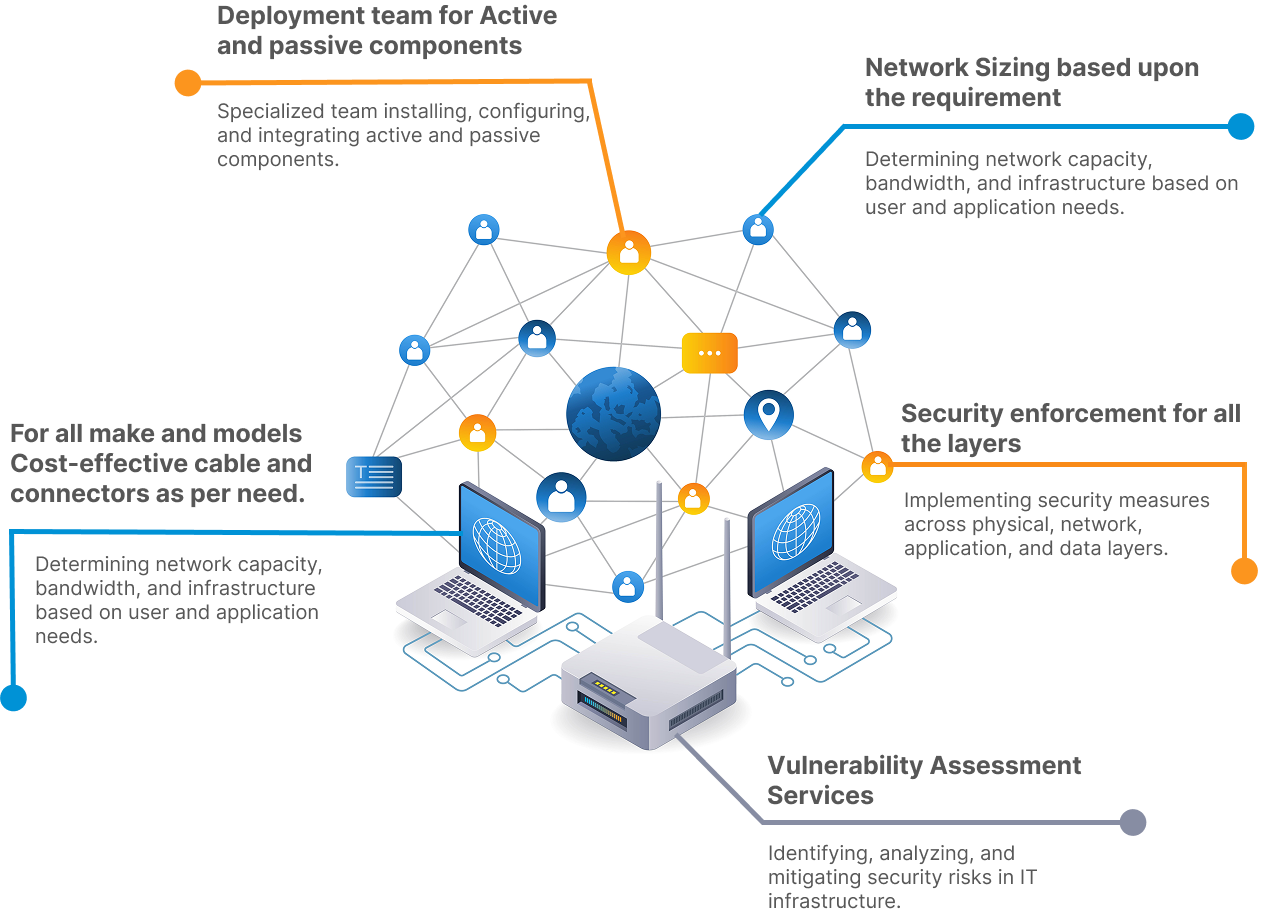 Deployment team for Active
and passive components
Specialized team installing, configuring,
and integrating active and passive
components.
Network Sizing based upon
the requirement
Determining network capacity,
bandwidth, and infrastructure based on
user and application needs.
For all make and models
Cost-effective cable and
connectors as per need.
Determining network capacity,
bandwidth, and infrastructure
based on user and application
needs.
Security enforcement for all
the layers
Implementing security measures
across physical, network,
application, and data layers.
T
Vulnerability Assessment
Services
Identifying, analyzing, and
mitigating security risks in IT
infrastructure.